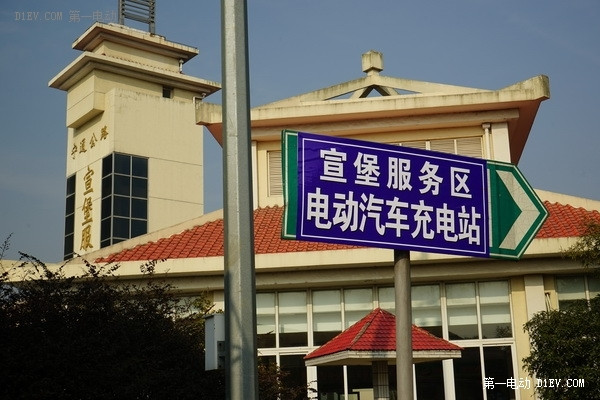 D1EV.COM 第一电动
宁通公路
宣堡服
宣堡服务区
电动汽车充电站
第一电动 D1EV.COM